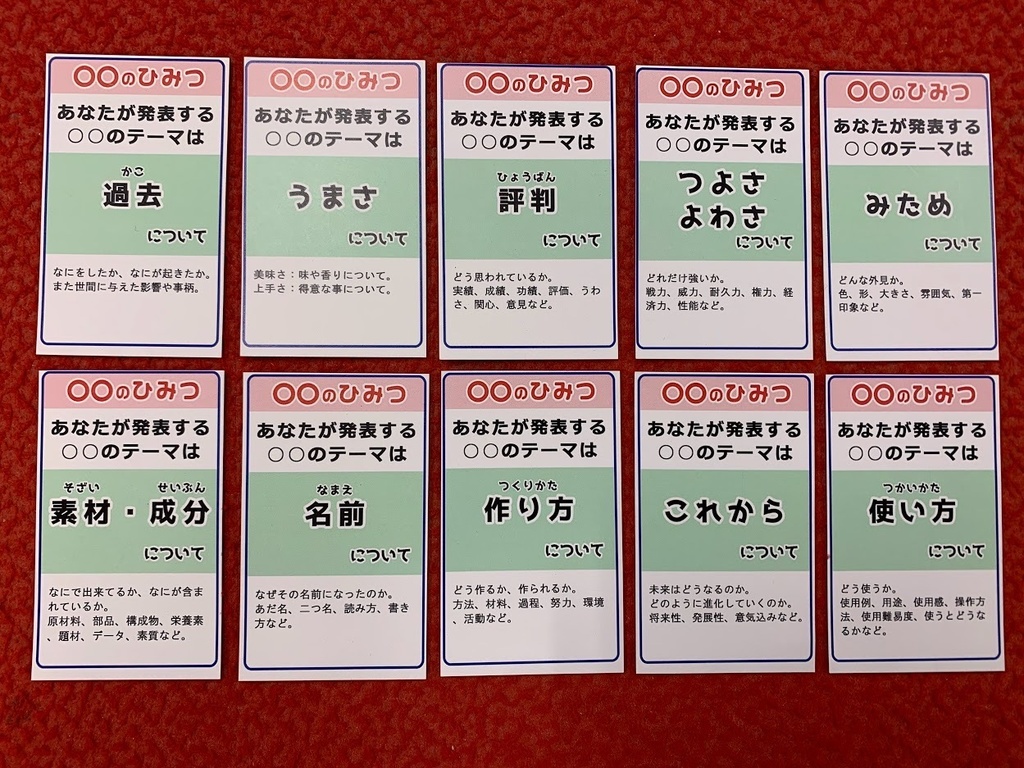 〇〇のひみつ
あなたが発表する
○○のテーマは
かこ
過去
について
なにをしたか、なにが起きたか。
また世間に与えた影響や事柄。
〇〇のひみつ
あなたが発表する
○○のテーマは
うまさ
について
美味さ：味や香りについて。
上手さ：得意な事について。
〇〇のひみつ
あなたが発表する
○○のテーマは
ひょうばん
評判
について
どう思われているか。
実績、成績、功績、評価、うわ
さ、関心、意見など。
〇〇のひみつ
あなたが発表する
○○のテーマは
つよさ
よわさ
について
どれだけ強いか。
戦力、威力、耐久力、権力、経
済力、性能など。
〇〇のひみつ
あなたが発表する
○○のテーマは
みため
について
どんな外見か。
色、形、大きさ、雰囲気、第一
印象など。
〇〇のひみつ
あなたが発表する
○○のテーマは
そざい せいぶん
素材・成分
について
なにで出来てるか、なにが含ま
れているか。
原材料、部品、構成物、栄養素
、題材、データ、素質など。
〇〇のひみつ
あなたが発表する
○○のテーマは
なまえ
名前
について
なぜその名前になったのか。
あだ名、二つ名、読み方、書き
方など。
〇〇のひみつ
あなたが発表する
○○のテーマは
つくりかた
作り方
について
どう作るか、作られるか。
方法、材料、過程、努力、環境
、活動など。
〇〇のひみつ
あなたが発表する
○○のテーマは
これから
について
未来はどうなるのか。
どのように進化していくのか。
将来性、発展性、意気込みなど。
〇〇のひみつ
あなたが発表する
○○のテーマは
つかいかた
使い方
について
どう使うか。
使用例、用途、使用感、操作方
法、使用難易度、使うとどうな
るかなど。